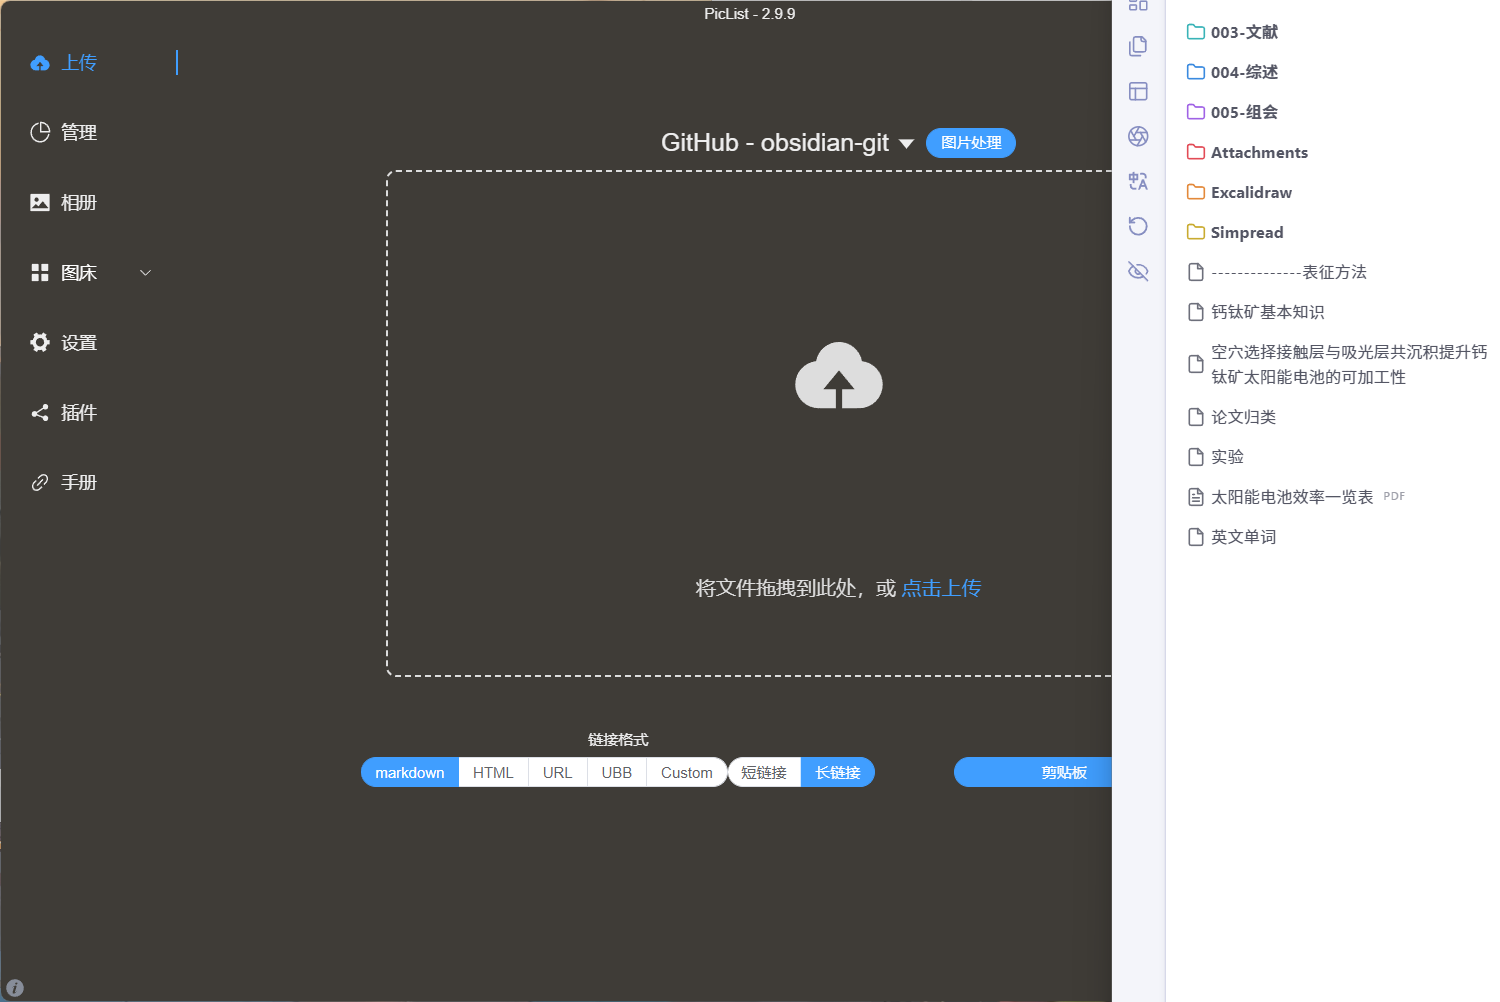 PicList - 2.9.9
上传
管理
相册
图床
设置
插件
手册
GitHub - obsidian-git
图片处理
将文件拖拽到此处，或 点击上传
链接格式
markdown
HTML
URL
UBB
Custom
短链接
长链接
剪贴板
003-文献
004-综述
005-组会
Attachments
Excalidraw
Simpread
--------------表征方法
钙钛矿基本知识
空穴选择接触层与吸光层共沉积提升钙
钛矿太阳能电池的可加工性
论文归类
实验
太阳能电池效率一览表 PDF
英文单词